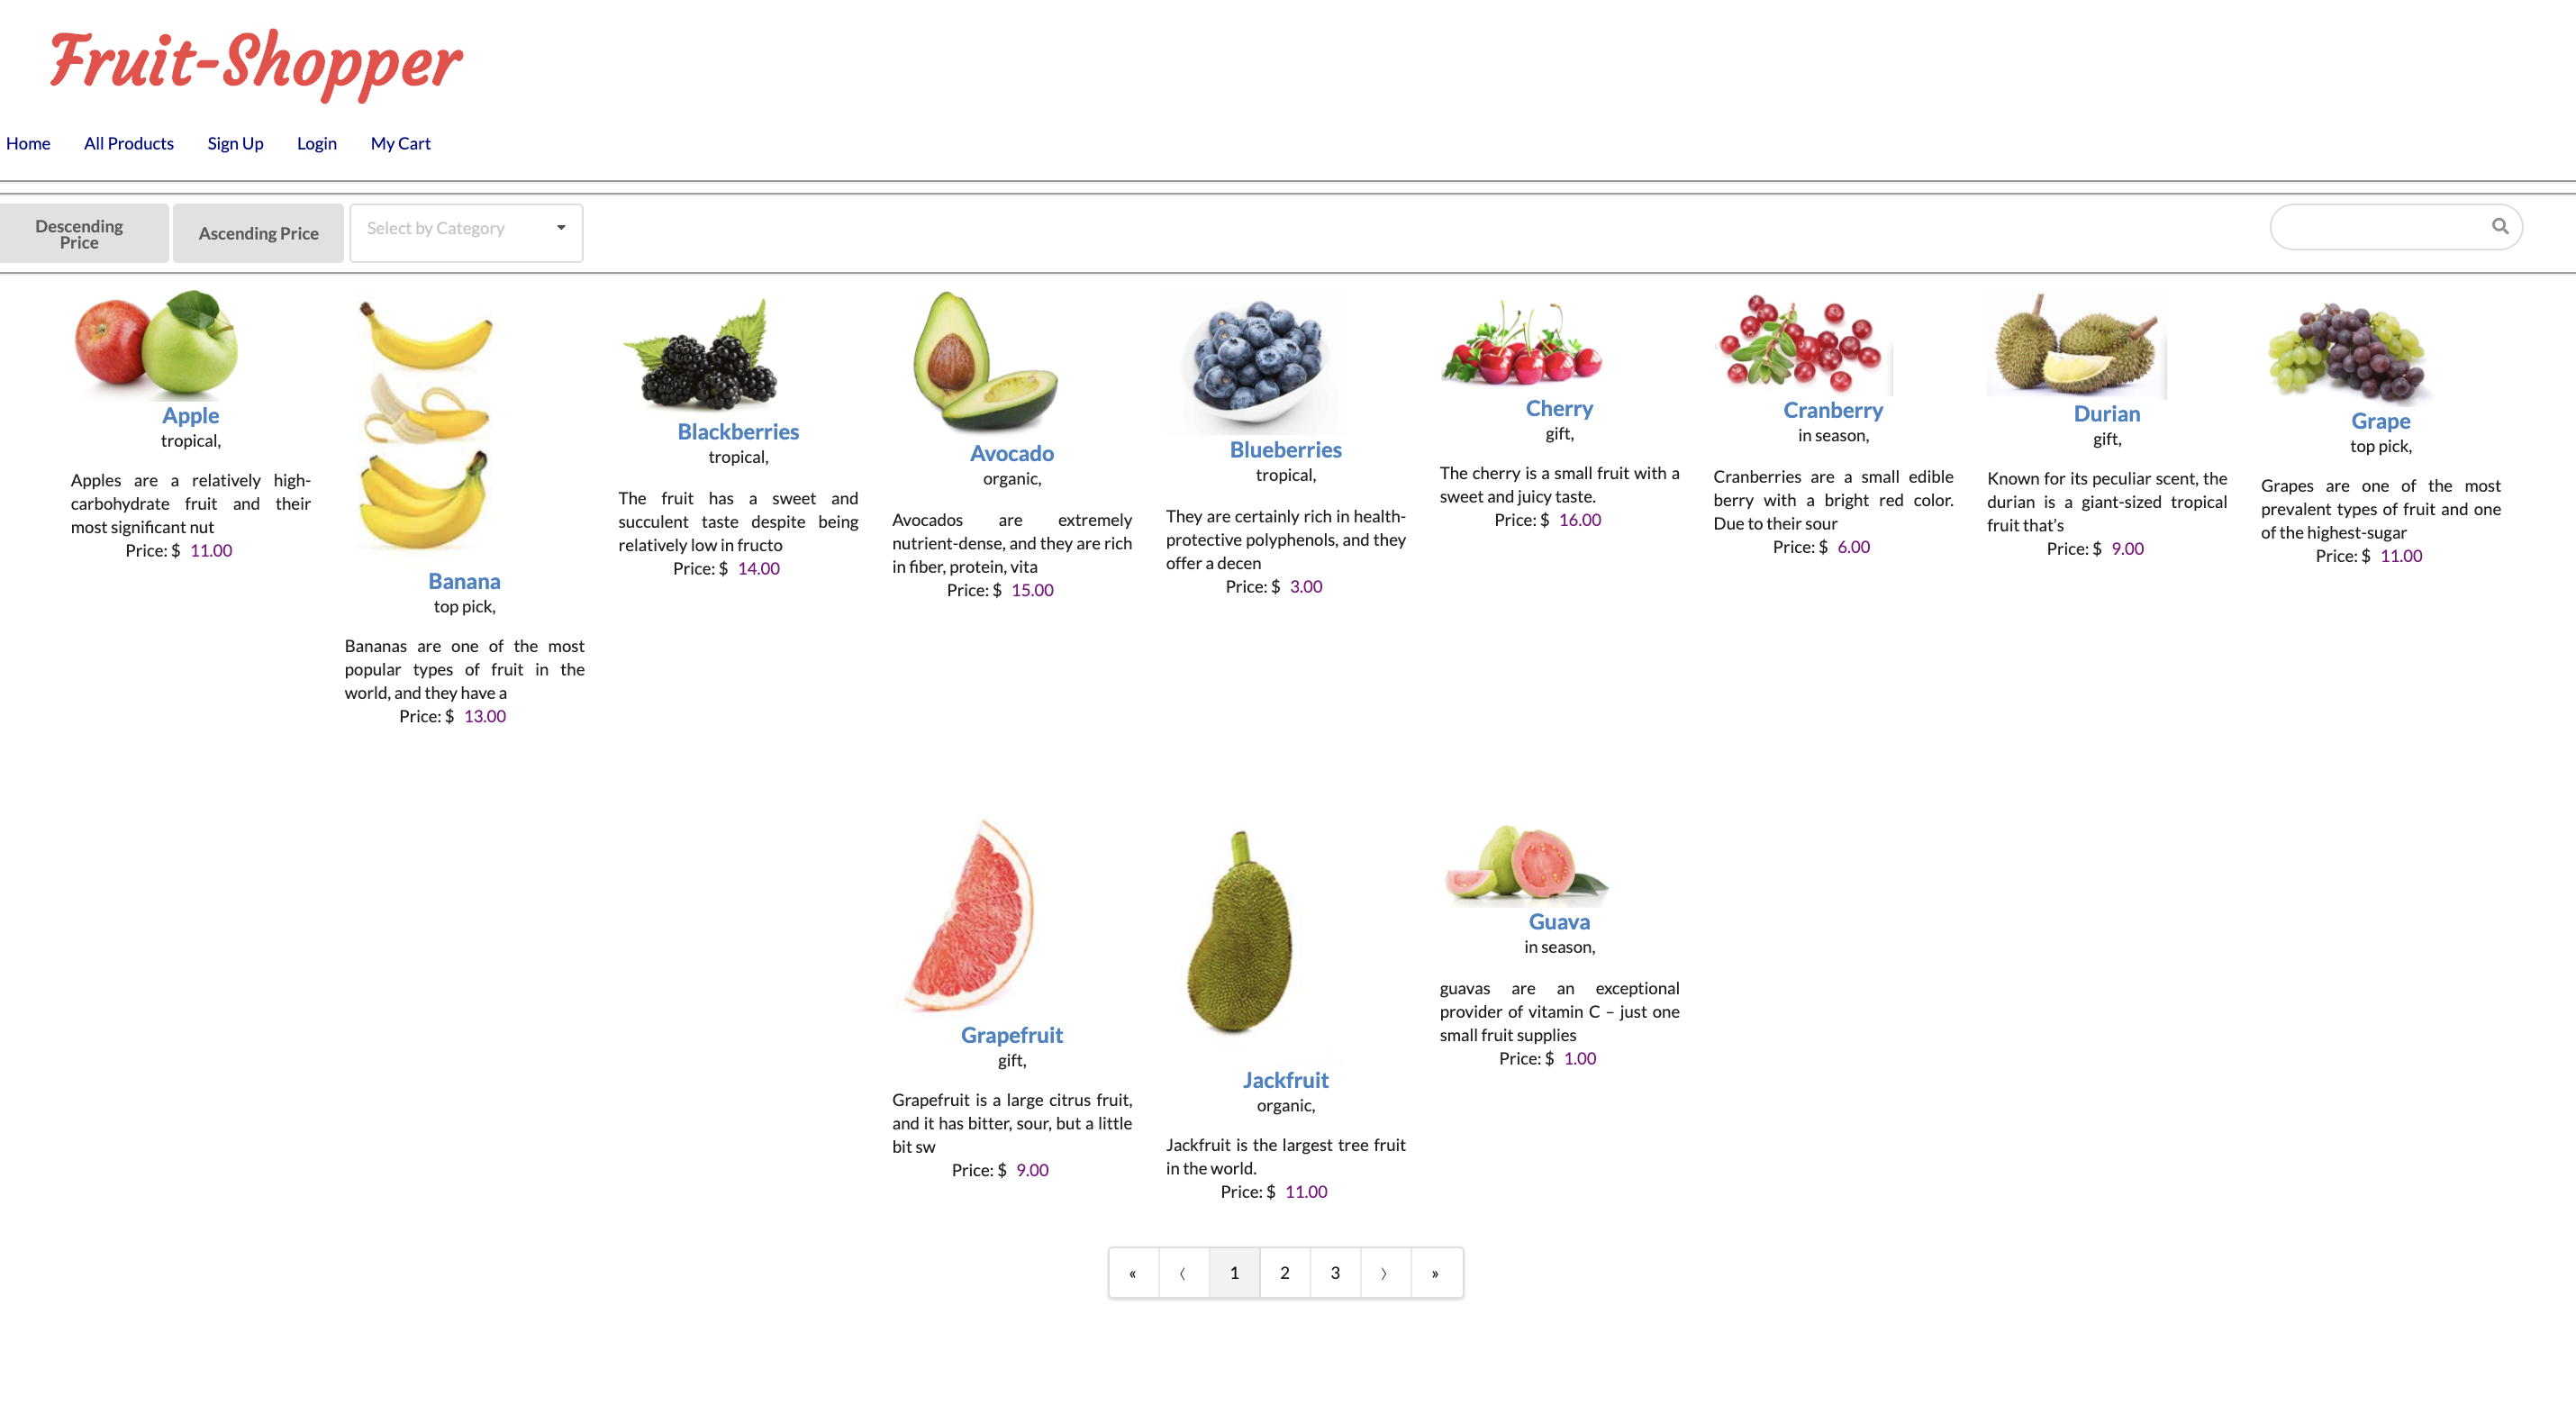 Fruit-Shopper
Home All Products Sign Up Login My Cart
Descending
Price
Ascending Price
Select by Category
Apple
tropical,
Apples are a relatively high-
carbohydrate fruit and their
most significant nut
Price: $ 11.00
Banana
top pick,
Bananas are one of the most
popular types of fruit in the
world, and they have a
Price: $ 13.00
Blackberries
tropical,
The fruit has a sweet and
succulent taste despite being
relatively low in fructo
Price: $ 14.00
Avocado
organic,
Avocados are extremely
nutrient-dense, and they are rich
in fiber, protein, vita
Price: $ 15.00
Blueberries
tropical,
They are certainly rich in health-
protective polyphenols, and they
offer a decen
Price: $ 3.00
Cherry
gift,
The cherry is a small fruit with a
sweet and juicy taste.
Price: $ 16.00
Cranberry
in season,
Cranberries are a small edible
berry with a bright red color.
Due to their sour
Price: $ 6.00
Durian
gift,
Known for its peculiar scent, the
durian is a giant-sized tropical
fruit that’s
Price: $ 9.00
Grape
top pick,
Grapes are one of the most
prevalent types of fruit and one
of the highest-sugar
Price: $ 11.00
Grapefruit
gift,
Grapefruit is a large citrus fruit,
and it has bitter, sour, but a little
bit sw
Price: $ 9.00
Jackfruit
organic,
Jackfruit is the largest tree fruit
in the world.
Price: $ 11.00
Guava
in season,
guavas are an exceptional
provider of vitamin C – just one
small fruit supplies
Price: $ 1.00
« ⟨ 1 2 3 ⟩ »